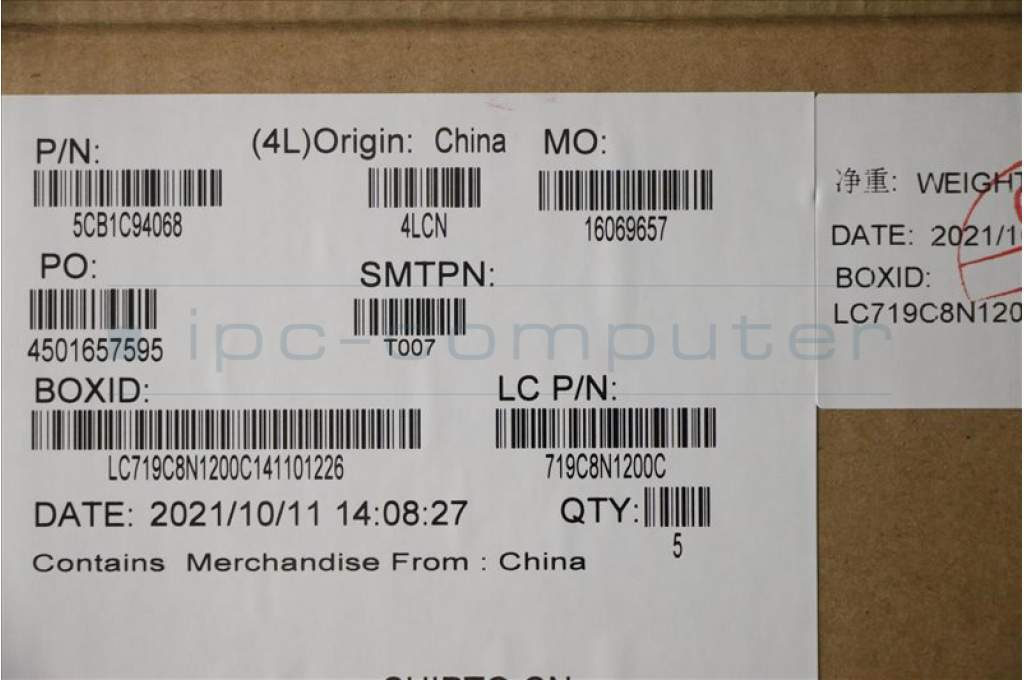 P/N:
(4L)Origin: China
MO:
5CB1C94068
4LCN
16069657
PO:
SMTPN:
4501657595
T007
BOXID:
LC P/N:
LC719C8N1200C141101226
719C8N1200C
DATE: 2021/10/11 14:08:27
QTY:
5
Contains Merchandise From : China
净重: WEIGHT
DATE: 2021/1
BOXID:
LC719C8N120
ipc-computer